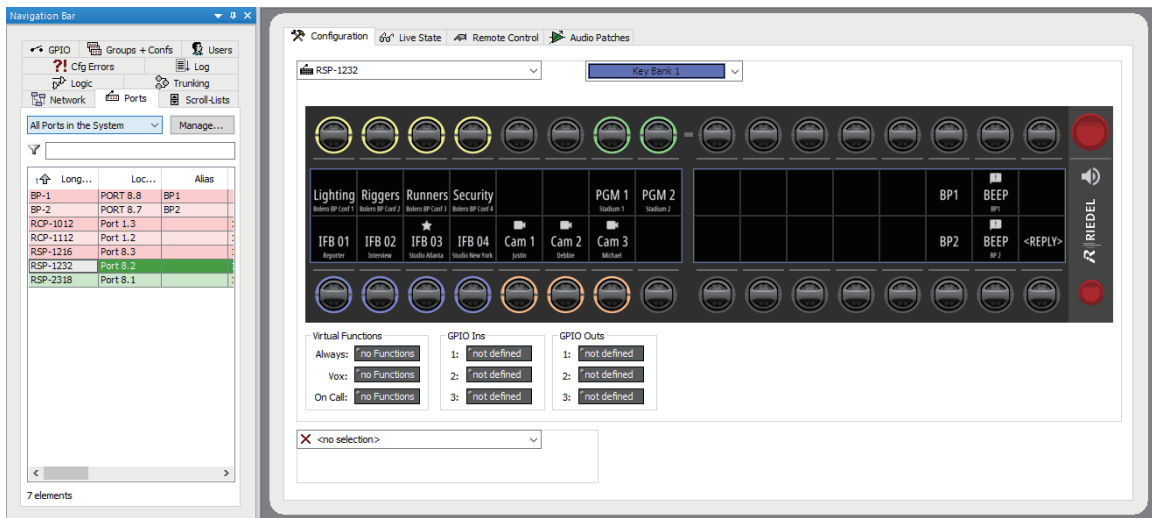 Navigation Bar
GPIO Groups + Confs Users
?! Cfg Errors Log
Logic Trunking
Network Ports Scroll-Lists
All Ports in the System Manage...
1 Long... Loc... Alias
BP-1 PORT 8.8 BP1
BP-2 PORT 8.7 BP2
RCP-1012 Port 1.3
RCP-1112 Port 1.2
RSP-1216 Port 8.3
RSP-1232 Port 8.2
RSP-2318 Port 8.1
7 elements
Configuration Live State Remote Control Audio Patches
RSP-1232 Key Bank 1
Lighting Riggers Runners Security PGM 1 PGM 2 BP1 BEEP
Bolero BP Conf 1 Bolero BP Conf 2 Bolero BP Conf 3 Bolero BP Conf 4 Stadium 1 Stadium 2 BP1
IFB 01 IFB 02 IFB 03 IFB 04 Cam 1 Cam 2 Cam 3 BP2 BEEP <REPLY>
Reporter Interview Studio Atlanta Studio New York Justin Debbie Michael BP 2
RIEDEL
Virtual Functions GPIO Ins GPIO Outs
Always: no Functions 1: not defined 1: not defined
Vox: no Functions 2: not defined 2: not defined
On Call: no Functions 3: not defined 3: not defined
<no selection>